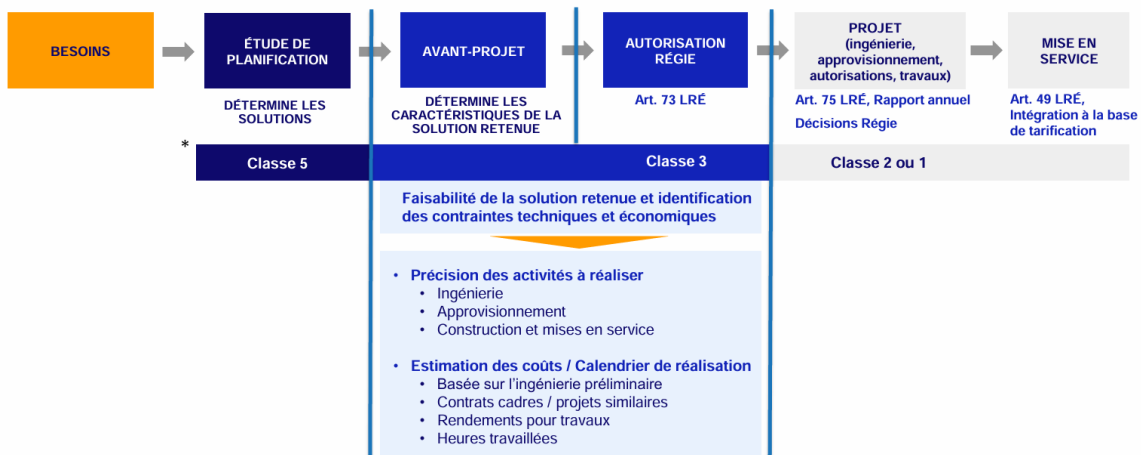 BESOINS
ÉTUDE DE
PLANIFICATION
AVANT-PROJET
AUTORISATION
RÉGIE
PROJET
(ingénierie,
approvisionnement,
autorisations, travaux)
MISE EN
SERVICE
DÉTERMINE LES
SOLUTIONS
DÉTERMINE LES
CARACTÉRISTIQUES DE LA
SOLUTION RETENUE
Art. 73 LRÉ
Art. 75 LRÉ, Rapport annuel
Décisions Régie
Art. 49 LRÉ,
Intégration à la base
de tarification
*
Classe 5
Classe 3
Classe 2 ou 1
Faisabilité de la solution retenue et identification
des contraintes techniques et économiques
• Précision des activités à réaliser
• Ingénierie
• Approvisionnement
• Construction et mises en service
• Estimation des coûts / Calendrier de réalisation
• Basée sur l'ingénierie préliminaire
• Contrats cadres / projets similaires
• Rendements pour travaux
• Heures travaillées